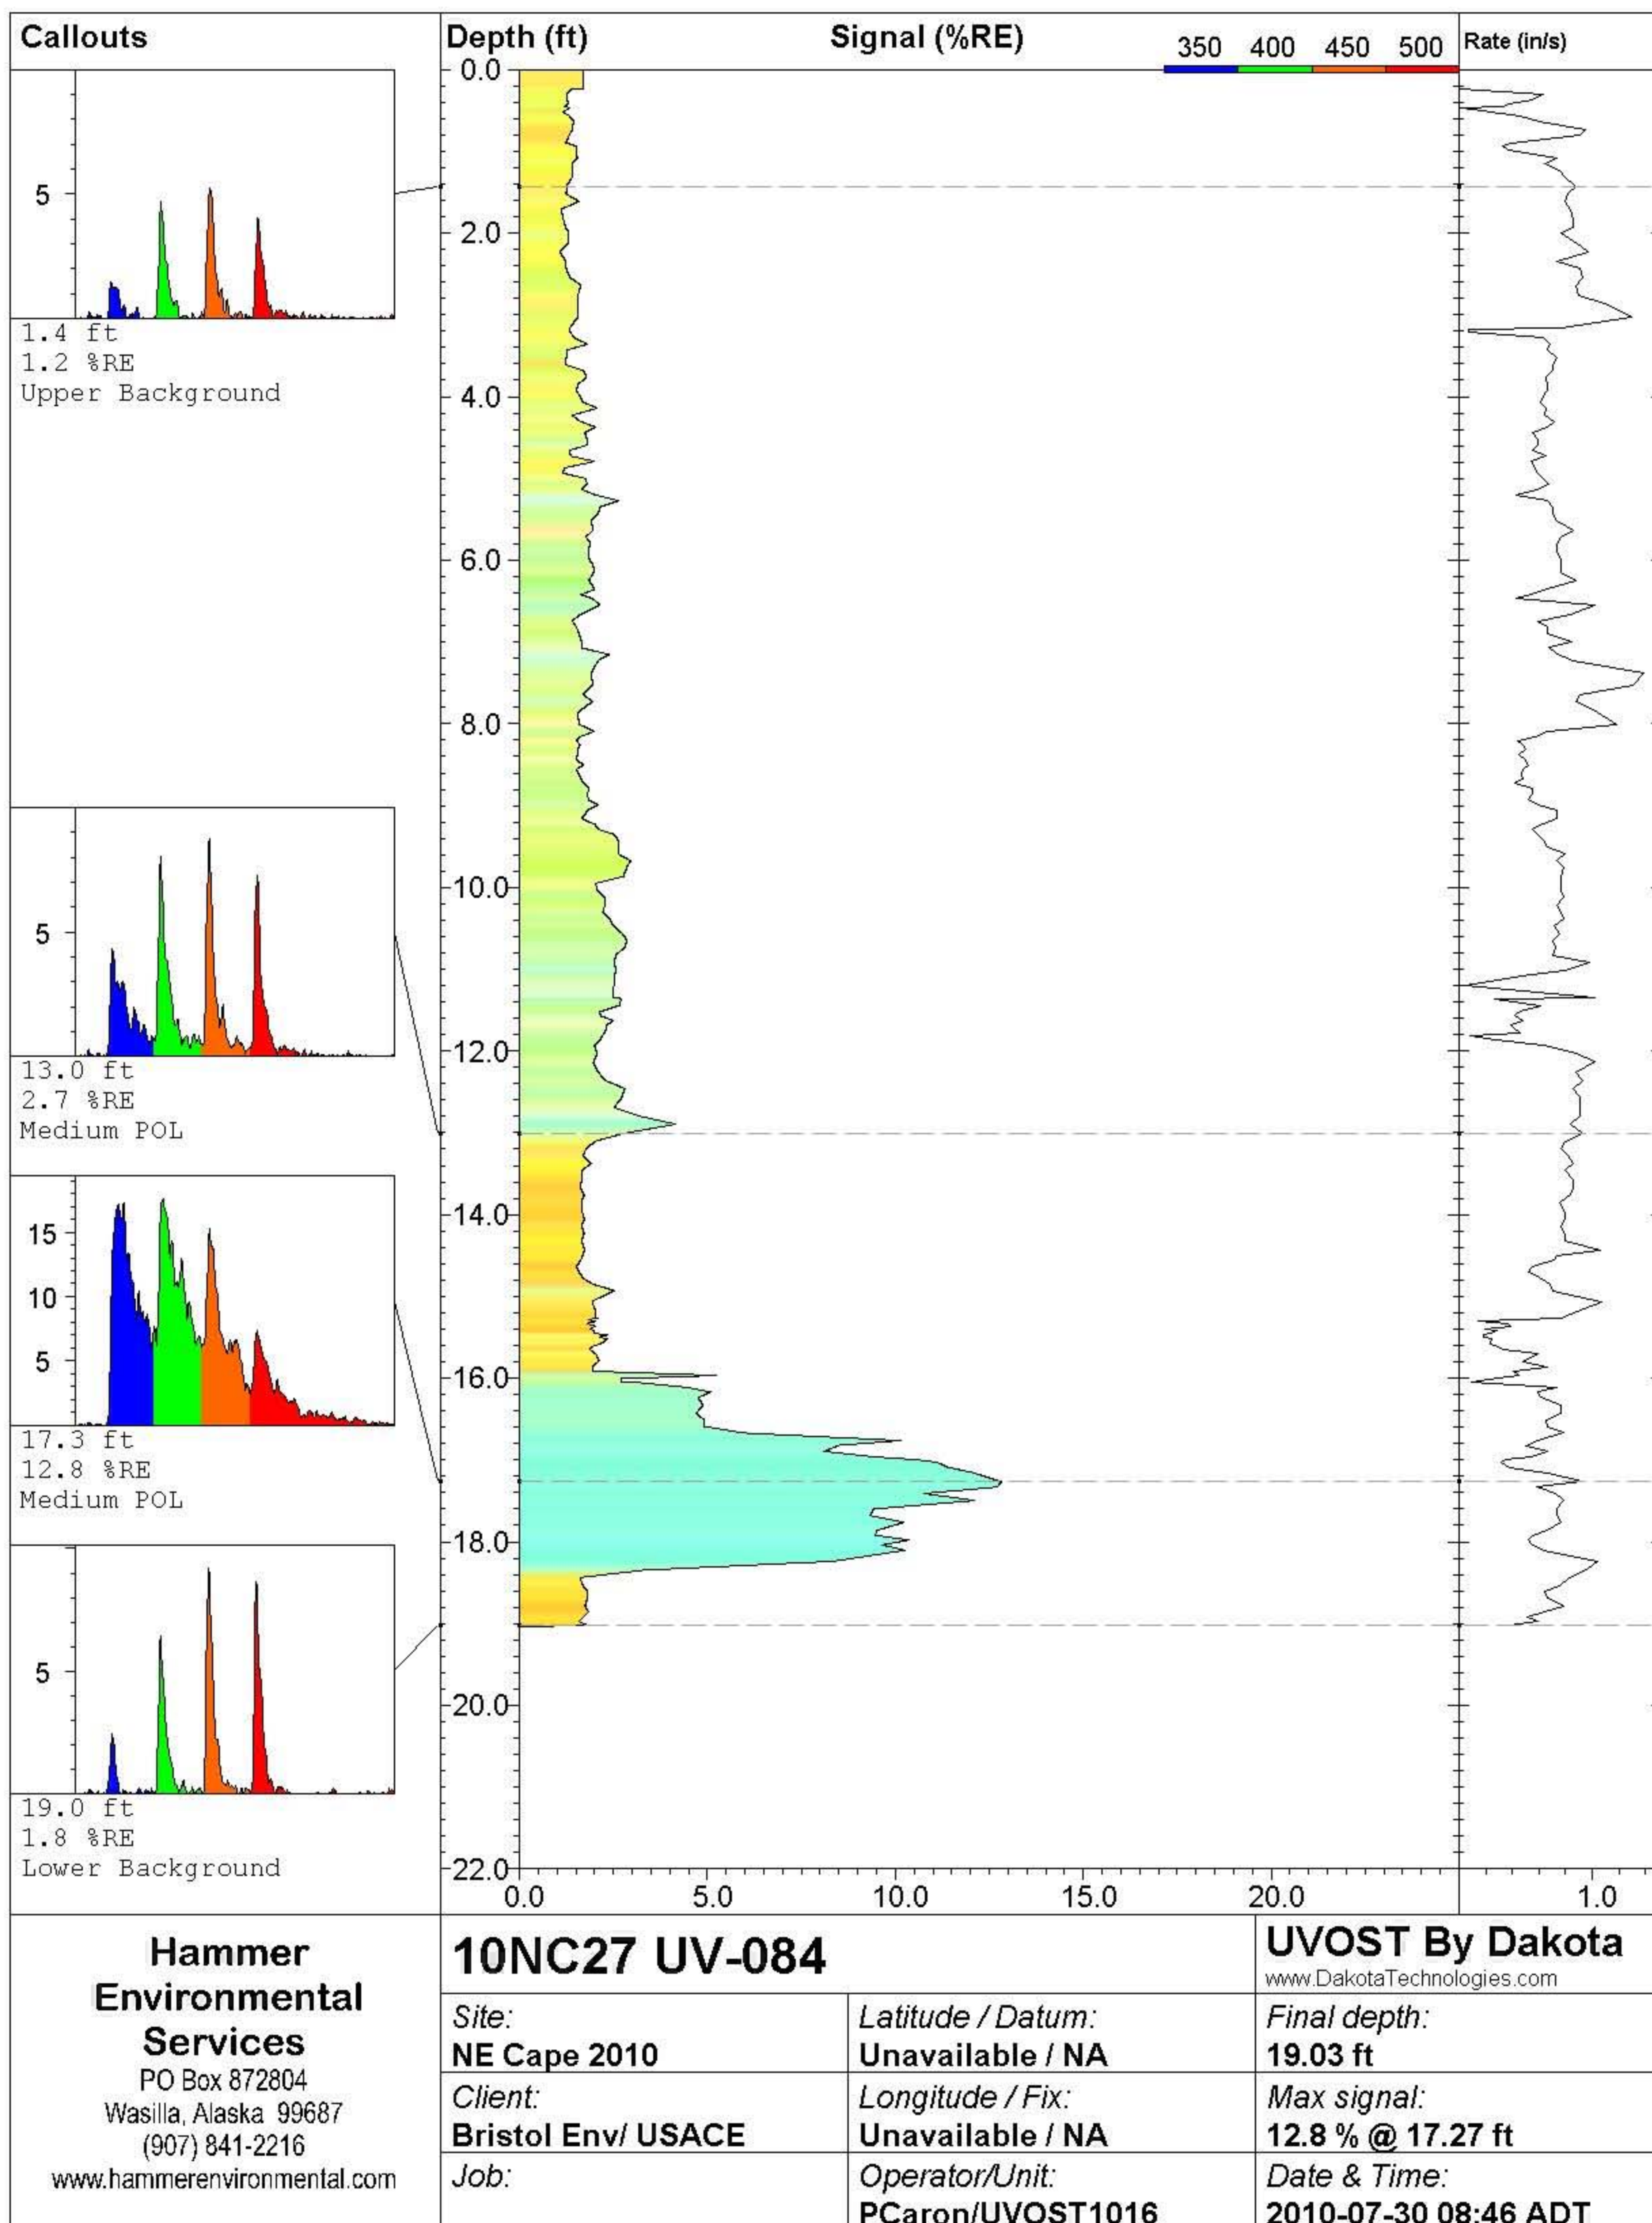 Callouts
Depth (ft)
Signal (%RE)
350 400 450 500
Rate (in/s)
5
1.4 ft
1.2 %RE
Upper Background
5
13.0 ft
2.7 %RE
Medium POL
15
10
5
17.3 ft
12.8 %RE
Medium POL
5
19.0 ft
1.8 %RE
Lower Background
0.0
2.0
4.0
6.0
8.0
10.0
12.0
14.0
16.0
18.0
20.0
22.0
0.0 5.0 10.0 15.0 20.0
1.0
Hammer
Environmental
Services
PO Box 872804
Wasilla, Alaska 99687
(907) 841-2216
www.hammerenvironmental.com
10NC27 UV-084
UVOST By Dakota
www.DakotaTechnologies.com
Site:
NE Cape 2010
Latitude / Datum:
Unavailable / NA
Final depth:
19.03 ft
Client:
Bristol Env/ USACE
Longitude / Fix:
Unavailable / NA
Max signal:
12.8 % @ 17.27 ft
Job:
Operator/Unit:
PCaron/UVOST1016
Date & Time:
2010-07-30 08:46 ADT